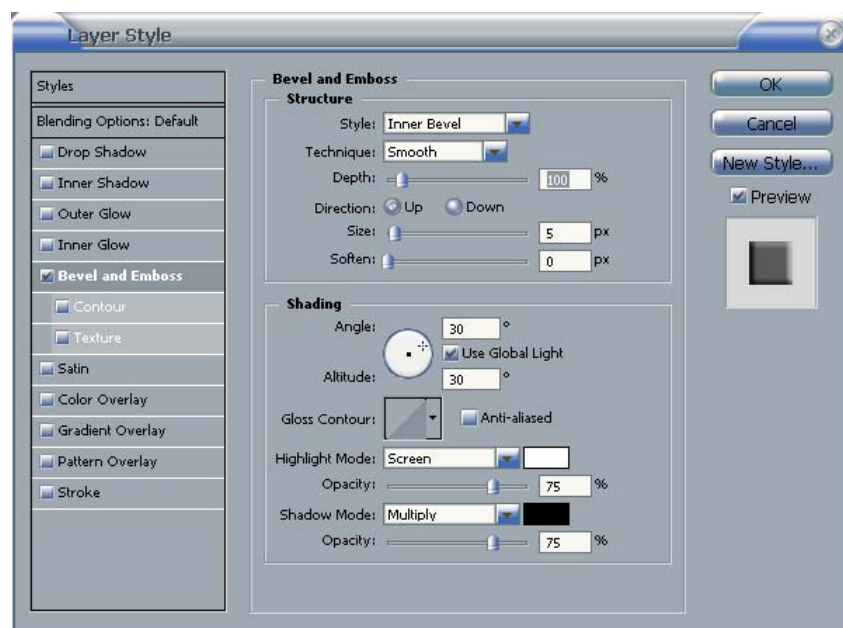 Layer Style
Styles
Blending Options: Default
Drop Shadow
Inner Shadow
Outer Glow
Inner Glow
Bevel and Emboss
Contour
Texture
Satin
Color Overlay
Gradient Overlay
Pattern Overlay
Stroke
Bevel and Emboss
Structure
Style: Inner Bevel
Technique: Smooth
Depth: 100 %
Direction: Up Down
Size: 5 px
Soften: 0 px
Shading
Angle: 30 °
Use Global Light
Altitude: 30 °
Gloss Contour: Anti-aliased
Highlight Mode: Screen
Opacity: 75 %
Shadow Mode: Multiply
Opacity: 75 %
OK
Cancel
New Style...
Preview